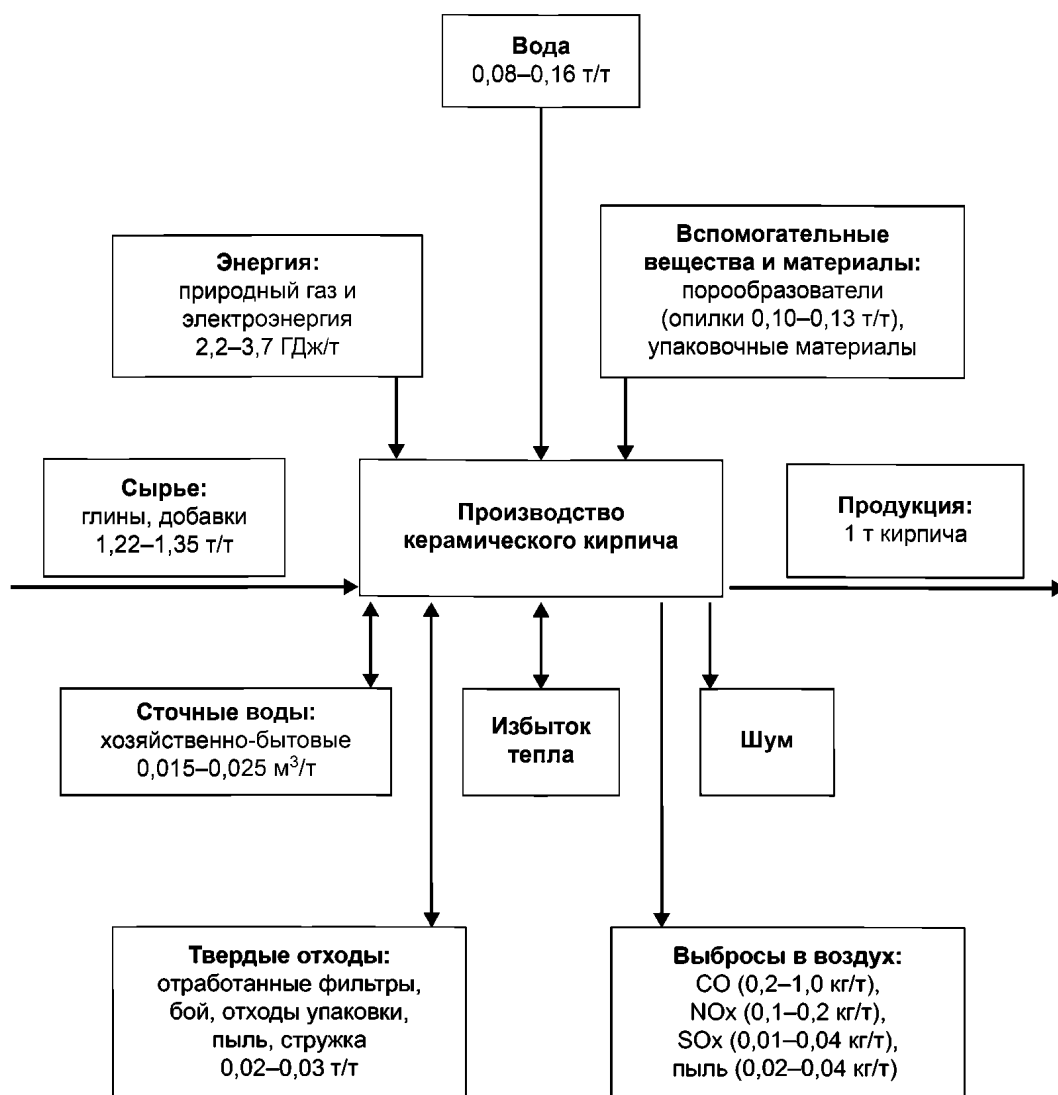 Вода
0,08–0,16 т/т
Энергия:
природный газ и
электроэнергия
2,2–3,7 ГДж/т
Вспомогательные
вещества и материалы:
порообразователи
(опилки 0,10–0,13 т/т),
упаковочные материалы
Сырье:
глины, добавки
1,22–1,35 т/т
Производство
керамического кирпича
Продукция:
1 т кирпича
Сточные воды:
хозяйственно-бытовые
0,015–0,025 м³/т
Избыток
тепла
Шум
Твердые отходы:
отработанные фильтры,
бой, отходы упаковки,
пыль, стружка
0,02–0,03 т/т
Выбросы в воздух:
CO (0,2–1,0 кг/т),
NOx (0,1–0,2 кг/т),
SOx (0,01–0,04 кг/т),
пыль (0,02–0,04 кг/т)